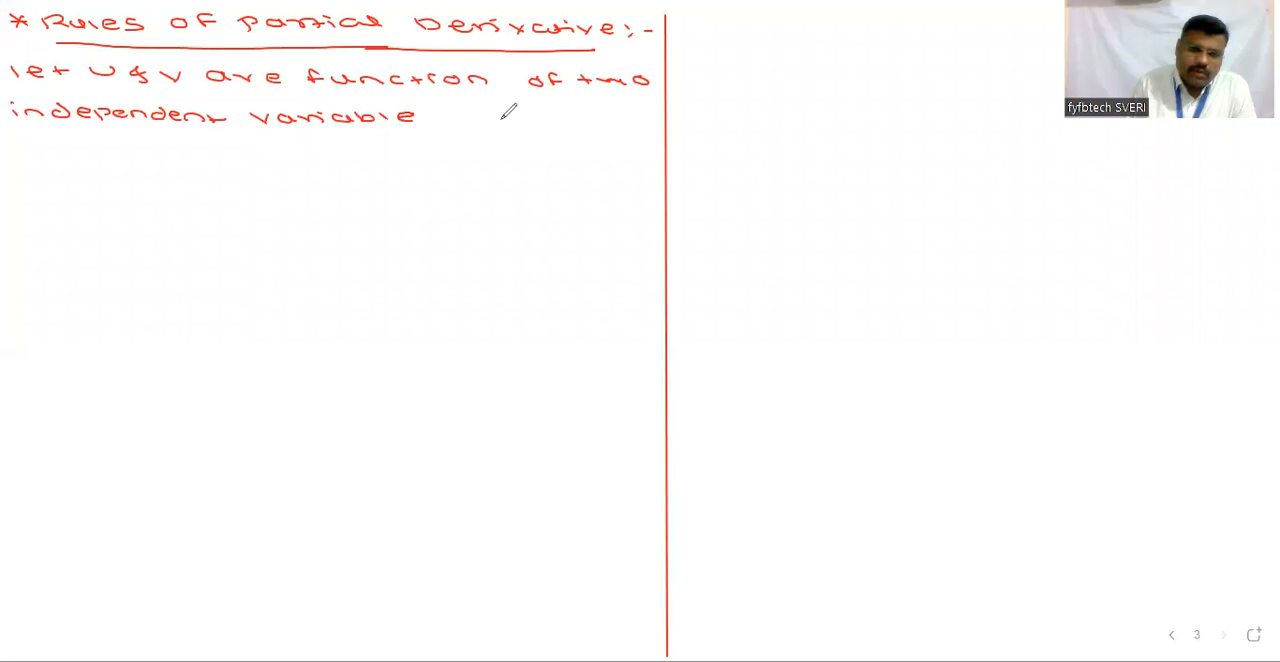 * Rules of partial Derivative :-
let u & v are function of two
independent variable
fyfbtech SVERI
3